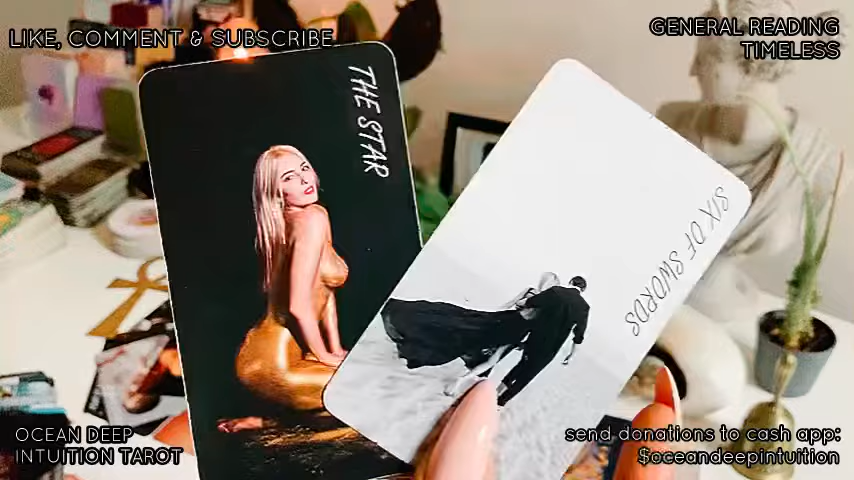 LIKE, COMMENT & SUBSCRIBE
GENERAL READING
TIMELESS
THE STAR
SIX OF SWORDS
OCEAN DEEP
INTUITION TAROT
send donations to cash app:
$oceandeepintuition